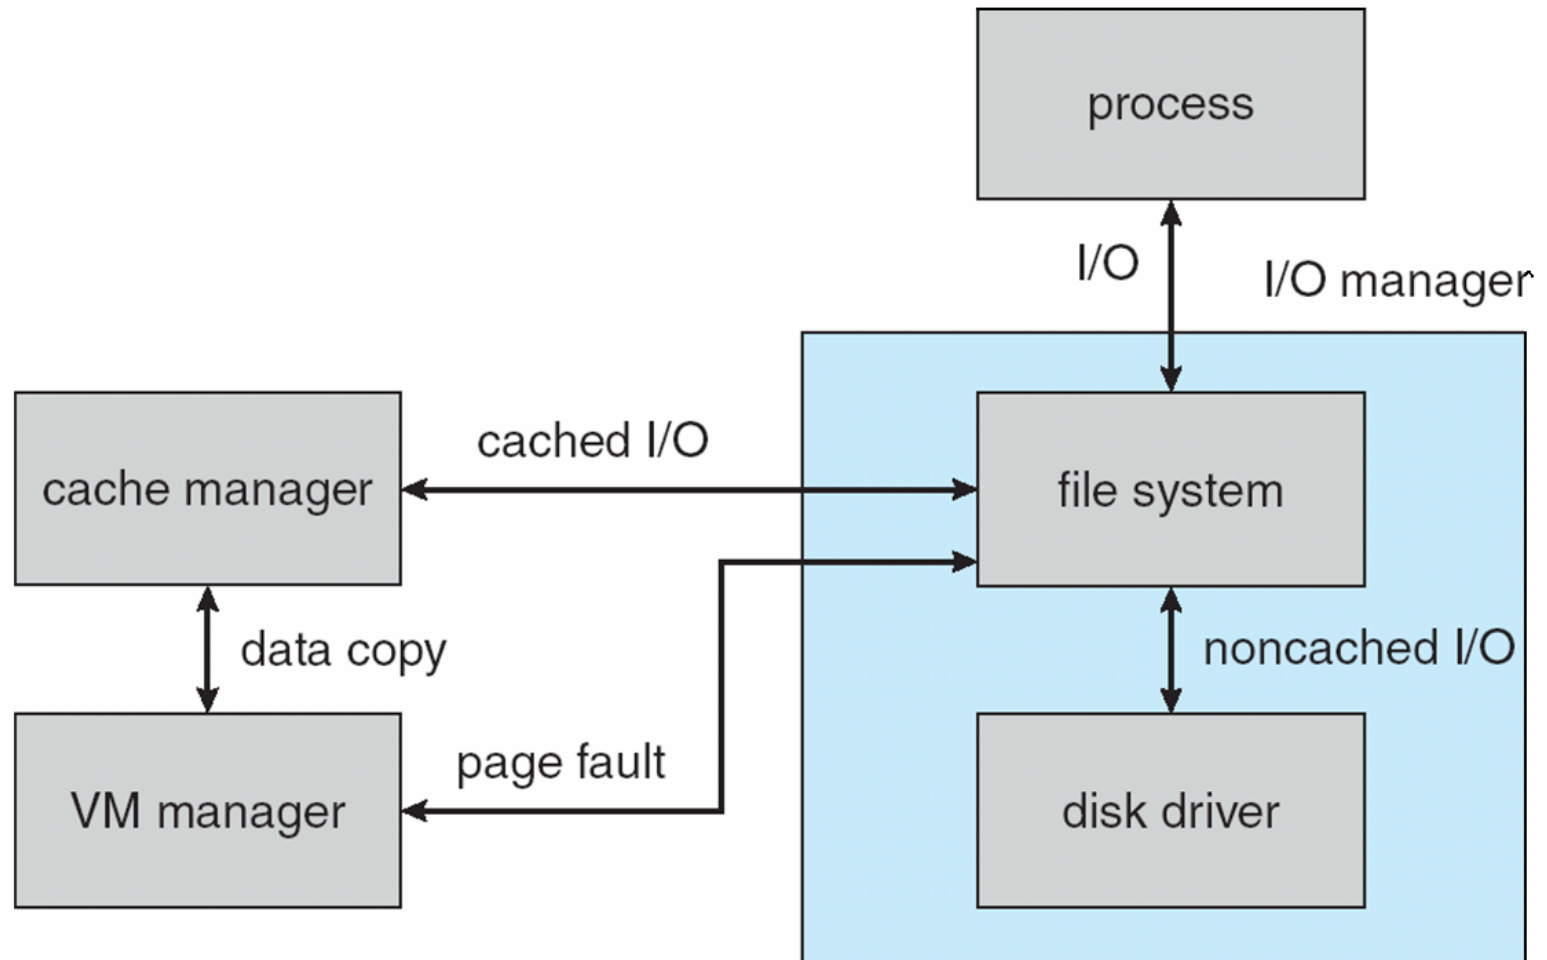 process
I/O
I/O manager
cached I/O
cache manager
file system
data copy
noncached I/O
page fault
VM manager
disk driver